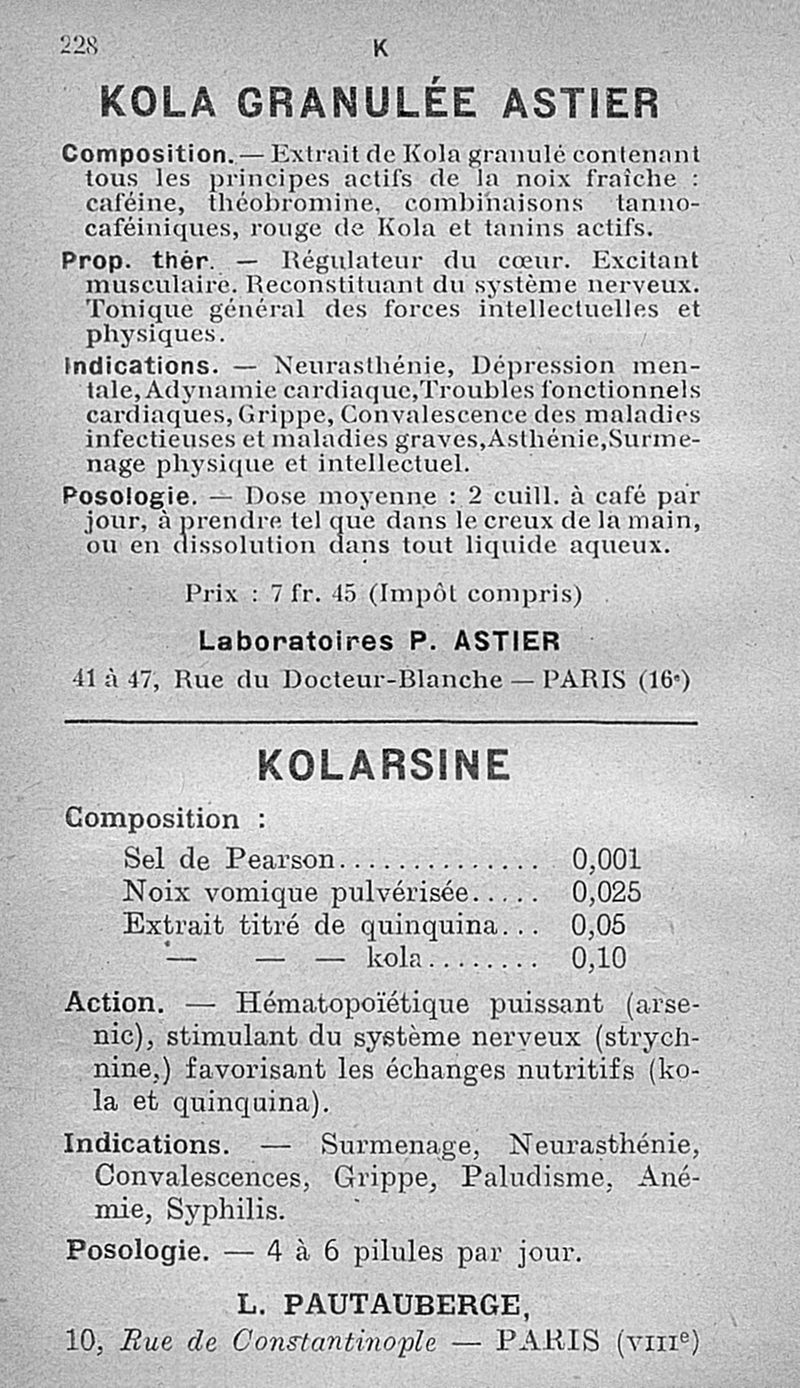 228
K
KOLA GRANULÉE ASTIER
Composition. — Extrait de Kola granulé contenant
tous les principes actifs de la noix fraîche :
caféine, théobromine, combinaisons tanno-
caféiniques, rouge de Kola et tanins actifs.
Prop. thér. — Régulateur du cœur. Excitant
musculaire. Reconstituant du système nerveux.
Tonique général des forces intellectuelles et
physiques.
Indications. — Neurasthénie, Dépression men-
tale, Adynamie cardiaque, Troubles fonctionnels
cardiaques, Grippe, Convalescence des maladies
infectieuses et maladies graves, Asthénie, Surme-
nage physique et intellectuel.
Posologie. — Dose moyenne : 2 cuill. à café par
jour, à prendre tel que dans le creux de la main,
ou en dissolution dans tout liquide aqueux.
Prix : 7 fr. 45 (Impôt compris)
Laboratoires P. ASTIER
41 à 47, Rue du Docteur-Blanche — PARIS (16e)
KOLARSINE
Composition :
Sel de Pearson.............. 0,001
Noix vomique pulvérisée..... 0,025
Extrait titré de quinquina... 0,05
— — — kola........ 0,10
Action. — Hématopoïétique puissant (arse-
nic), stimulant du système nerveux (strych-
nine,) favorisant les échanges nutritifs (ko-
la et quinquina).
Indications. — Surmenage, Neurasthénie,
Convalescences, Grippe, Paludisme, Ané-
mie, Syphilis.
Posologie. — 4 à 6 pilules par jour.
L. PAUTAUBERGE,
10, Rue de Constantinople — PARIS (VIIIe)